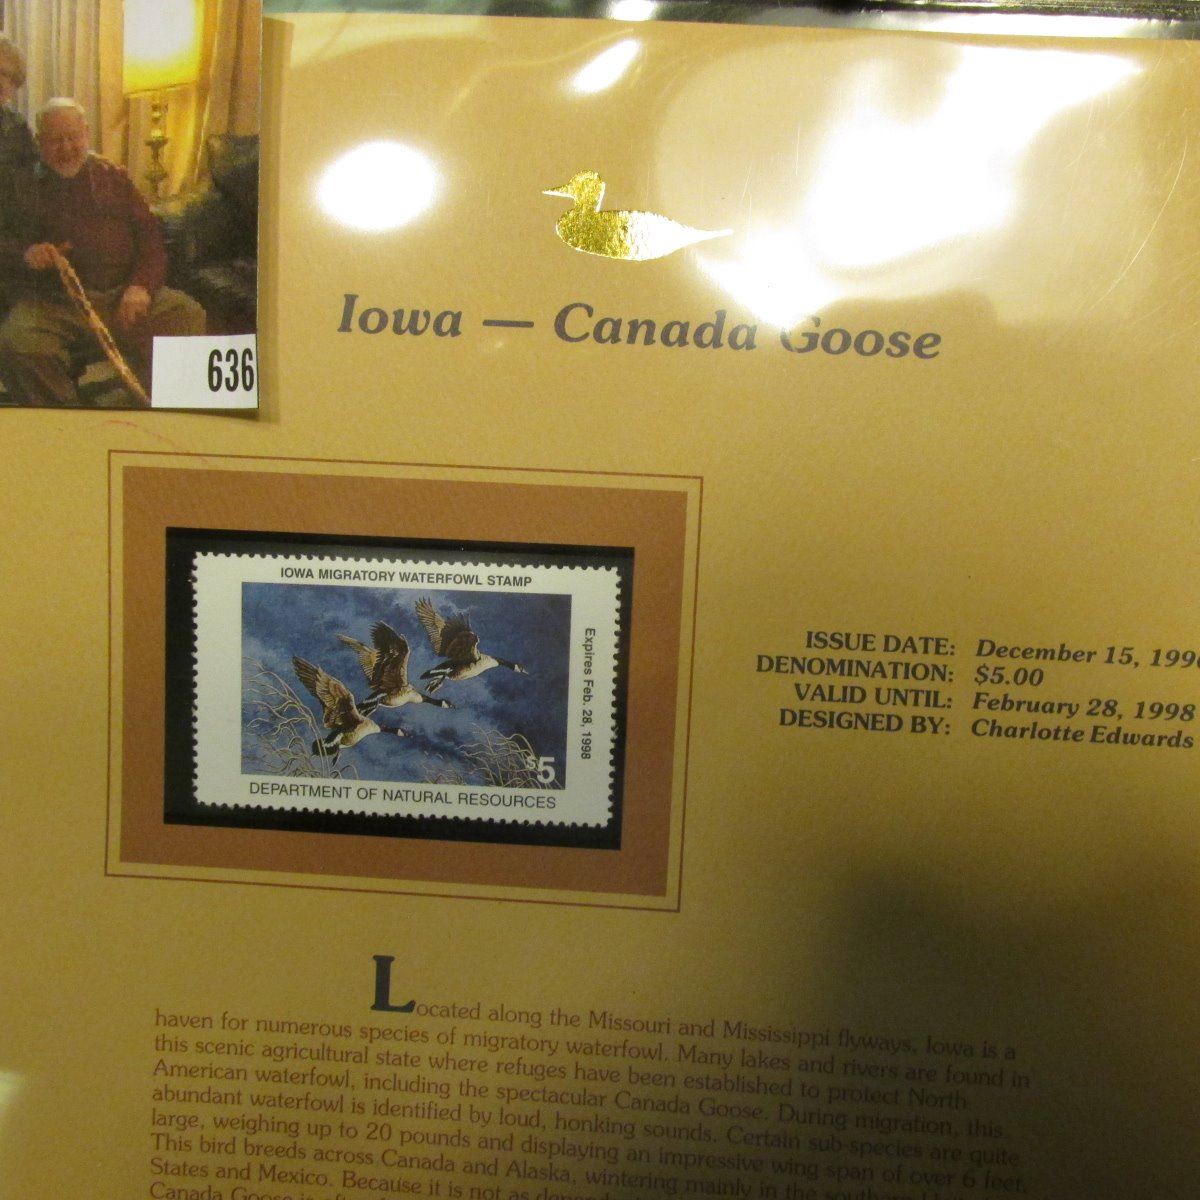 636
Iowa — Canada Goose
IOWA MIGRATORY WATERFOWL STAMP
Expires Feb. 28, 1998
$5
DEPARTMENT OF NATURAL RESOURCES
ISSUE DATE: December 15, 199
DENOMINATION: $5.00
VALID UNTIL: February 28, 1998
DESIGNED BY: Charlotte Edwards
Located along the Missouri and Mississippi flyways, Iowa is a
haven for numerous species of migratory waterfowl. Many lakes and rivers are found in
this scenic agricultural state where refuges have been established to protect North
American waterfowl, including the spectacular Canada Goose. During migration, this
abundant waterfowl is identified by loud, honking sounds. Certain sub-species are quite
large, weighing up to 20 pounds and displaying an impressive wing span of over 6 feet.
This bird breeds across Canada and Alaska, wintering mainly in the
States and Mexico. Because it is not as
Canada Goose is